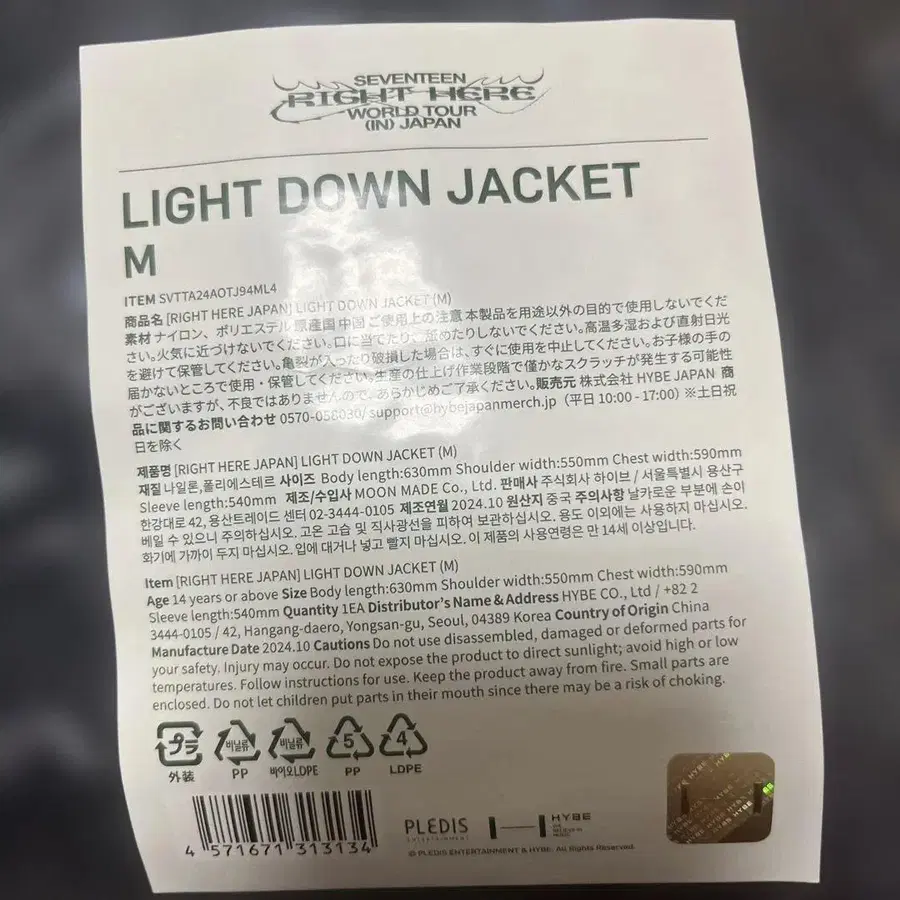 SEVENTEEN
RIGHT HERE
WORLD TOUR
(IN) JAPAN
LIGHT DOWN JACKET
M
ITEM SVTTA24AOTJ94ML4
商品名 [RIGHT HERE JAPAN] LIGHT DOWN JACKET (M)
素材 ナイロン、ポリエステル 原産国 中国 ご使用上の注意 本製品を用途以外の目的で使用しないでくだ
さい。火気に近づけないでください。口に当てたり、舐めたりしないでください。高温多湿および直射日光
を避けて保管してください。亀裂が入ったり破損した場合は、すぐに使用を中止してください。お子様の手の
届かないところで使用・保管してください。生産の仕上げ作業段階で僅かなスクラッチが発生する可能性
がございますが、不良ではありませんので、あらかじめご了承ください。販売元 株式会社 HYBE JAPAN 商
品に関するお問い合わせ 0570-058030/ support@hybejapanmerch.jp（平日 10:00 - 17:00）※土日祝
日を除く
제품명 [RIGHT HERE JAPAN] LIGHT DOWN JACKET (M)
재질 나일론,폴리에스테르 사이즈 Body length:630mm Shoulder width:550mm Chest width:590mm
Sleeve length:540mm 제조/수입사 MOON MADE Co., Ltd. 판매사 주식회사 하이브 / 서울특별시 용산구
한강대로 42, 용산트레이드 센터 02-3444-0105 제조연월 2024.10 원산지 중국 주의사항 날카로운 부분에 손이
베일 수 있으니 주의하십시오. 고온 고습 및 직사광선을 피하여 보관하십시오. 용도 이외에는 사용하지 마십시오.
화기에 가까이 두지 마십시오. 입에 대거나 넣고 빨지 마십시오. 이 제품의 사용연령은 만 14세 이상입니다.
Item [RIGHT HERE JAPAN] LIGHT DOWN JACKET (M)
Age 14 years or above Size Body length:630mm Shoulder width:550mm Chest width:590mm
Sleeve length:540mm Quantity 1EA Distributor's Name & Address HYBE CO., Ltd / +82 2
3444-0105 / 42, Hangang-daero, Yongsan-gu, Seoul, 04389 Korea Country of Origin China
Manufacture Date 2024.10 Cautions Do not use disassembled, damaged or deformed parts for
your safety. Injury may occur. Do not expose the product to direct sunlight; avoid high or low
temperatures. Follow instructions for use. Keep the product away from fire. Small parts are
enclosed. Do not let children put parts in their mouth since there may be a risk of choking.
プラ 비닐류 비닐류 5 4
外装 PP 바이오LDPE PP LDPE
4 571671 313134
PLEDIS HYBE
ENTERTAINMENT
© PLEDIS ENTERTAINMENT & HYBE. All Rights Reserved.